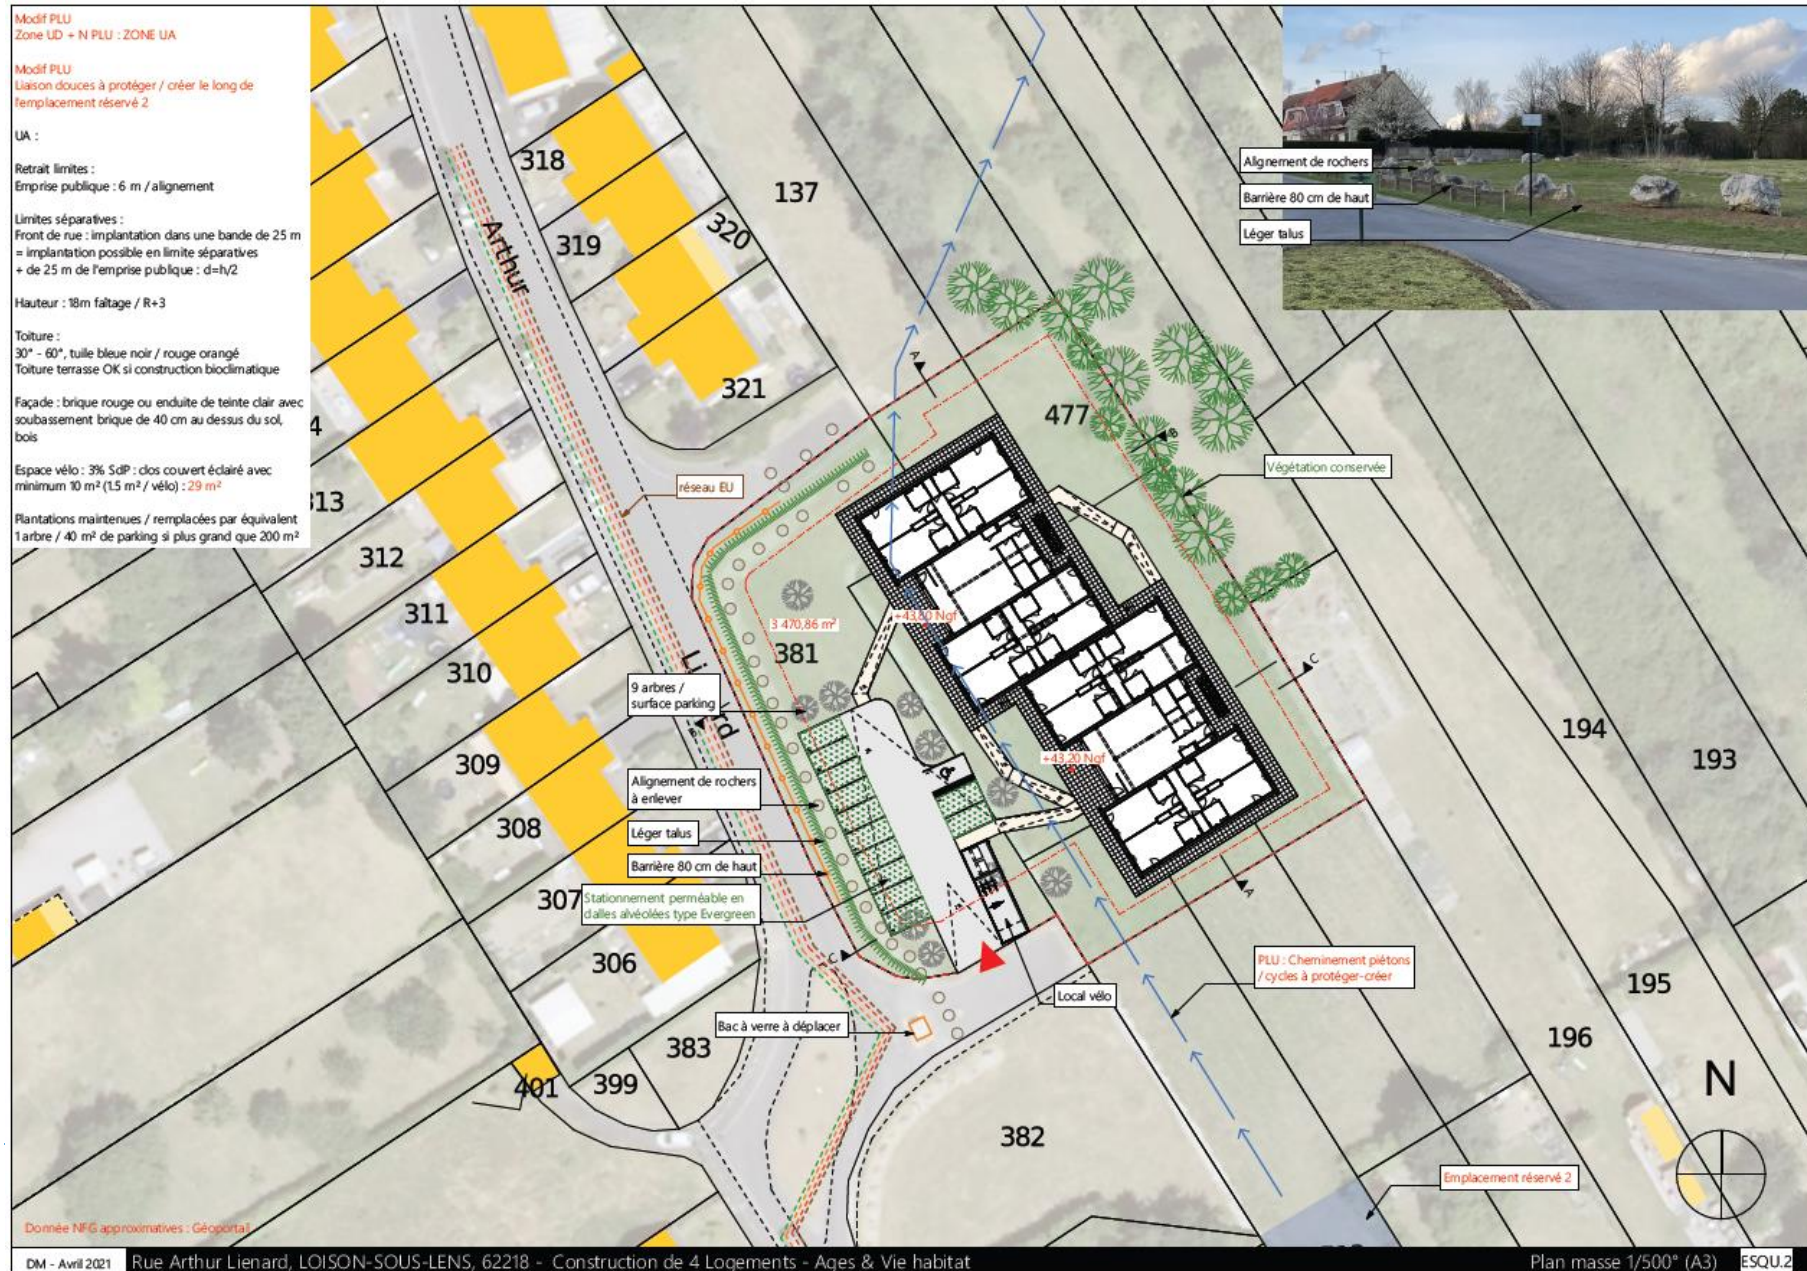 Modif PLU
Zone UD + N PLU : ZONE UA
Modif PLU
Liaison douces à protéger / créer le long de
l'emplacement réservé 2
UA :
Retrait limites :
Emprise publique : 6 m / alignement
Limites séparatives :
Front de rue : implantation dans une bande de 25 m
= implantation possible en limite séparatives
+ de 25 m de l'emprise publique : d=h/2
Hauteur : 18m faîtage / R+3
Toiture :
30° - 60°, tuile bleue noir / rouge orangé
Toiture terrasse OK si construction bioclimatique
Façade : brique rouge ou enduite de teinte clair avec
soubassement brique de 40 cm au dessus du sol,
bois
Espace vélo : 3% SdP : clos couvert éclairé avec
minimum 10 m² (1.5 m² / vélo) : 29 m²
Plantations maintenues / remplacées par équivalent
1 arbre / 40 m² de parking si plus grand que 200 m²
Alignement de rochers
Barrière 80 cm de haut
Léger talus
318
137
319
320
Arthur
321
A
477
B
4
Végétation conservée
réseau EU
313
312
311
3 470,86 m²
+43,80 Ngf
381
310
C
9 arbres /
surface parking
194
193
309
+43,20 Ngf
Alignement de rochers
à enlever
308
Léger talus
Barrière 80 cm de haut
307
Stationnement perméable en
dalles alvéolées type Evergreen
A
306
C
PLU : Cheminement piétons
/ cycles à protéger-créer
195
Local vélo
Bac à verre à déplacer
196
383
399
401
N
382
Emplacement réservé 2
Donnée NFG approximatives : Géoportail
DM - Avril 2021
Rue Arthur Lienard, LOISON-SOUS-LENS, 62218 - Construction de 4 Logements - Ages & Vie habitat
Plan masse 1/500° (A3)
ESQU.2